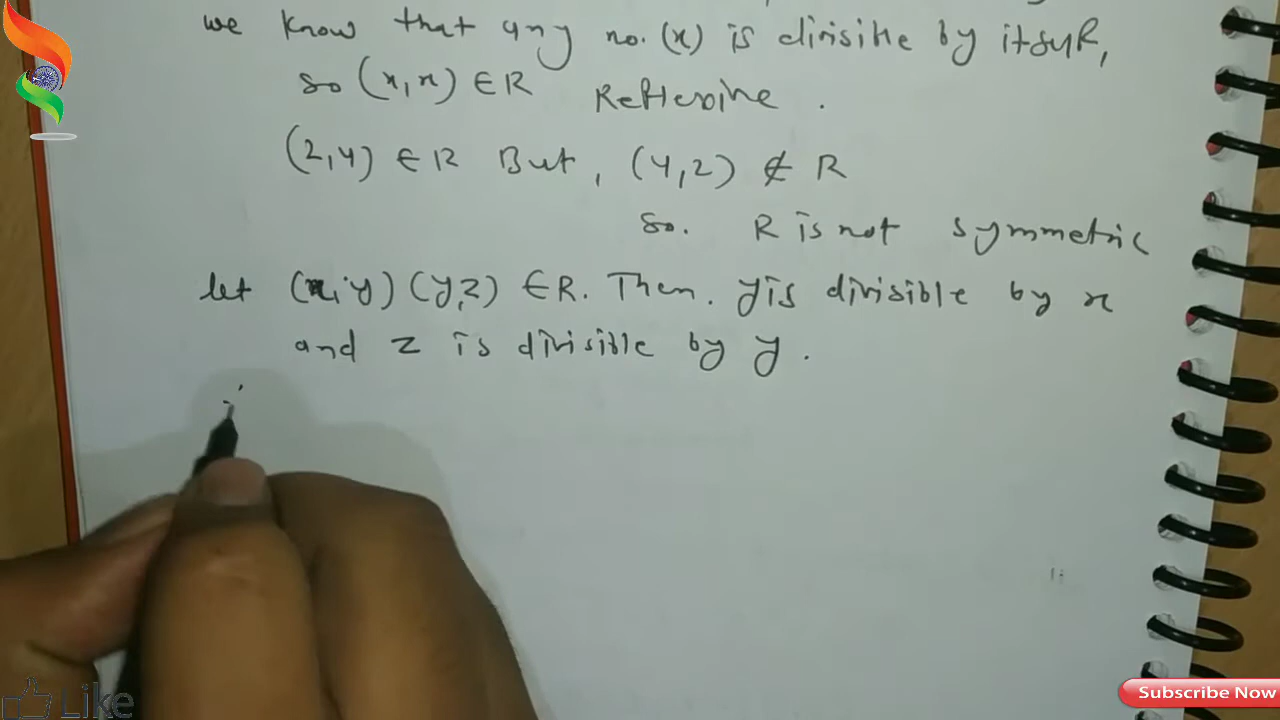 we know that any no. (x) is divisible by itself,
so (x,x) ∈ R Reflexive .
(2,4) ∈ R But, (4,2) ∉ R
So. R is not symmetric
let (x,y) (y,z) ∈ R. Then. y is divisible by x
and z is divisible by y .
∴
Like
Subscribe Now